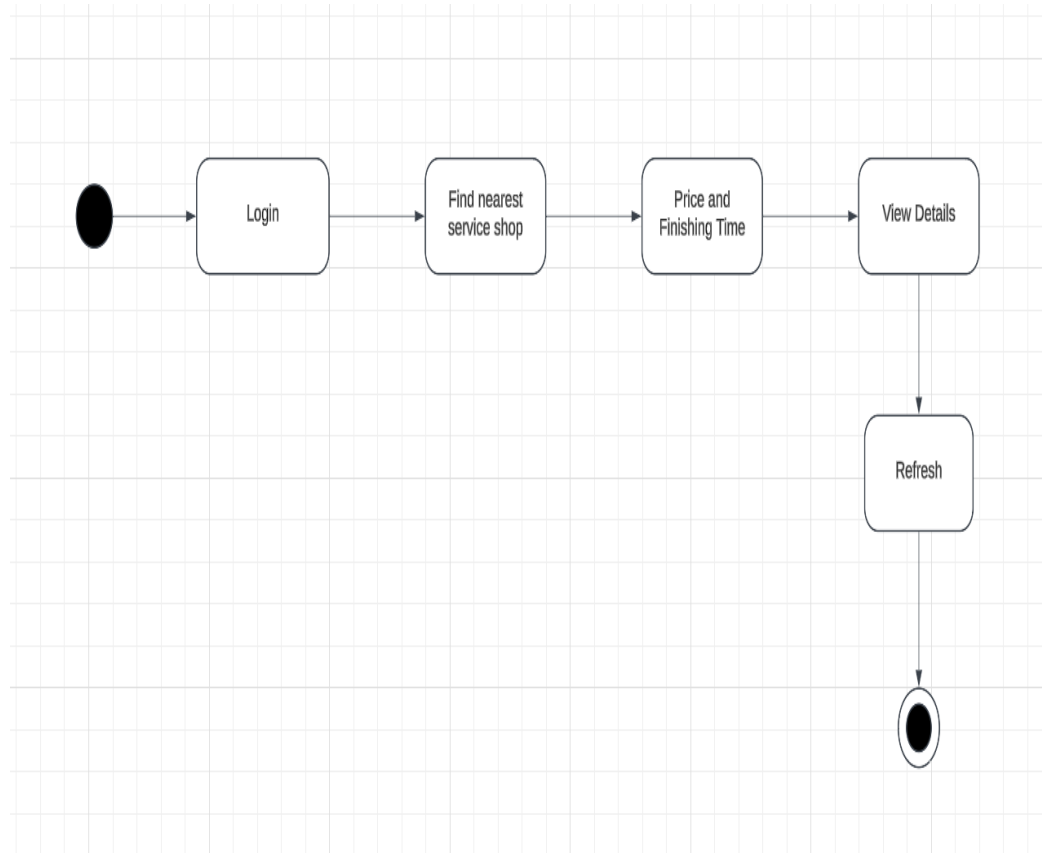 Login
Find nearest
service shop
Price and
Finishing Time
View Details
Refresh